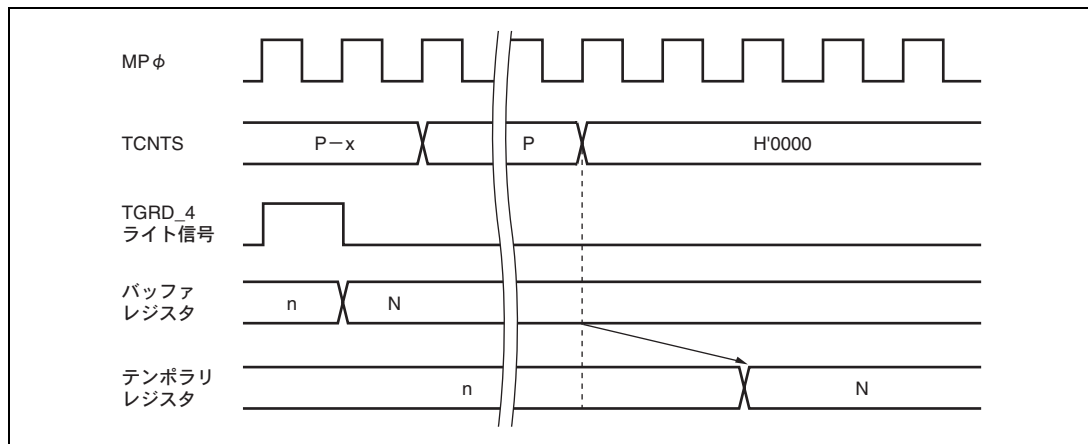 MPφ
TCNTS
P−x
P
H'0000
TGRD_4
ライト信号
バッファ
レジスタ
n
N
テンポラリ
レジスタ
n
N